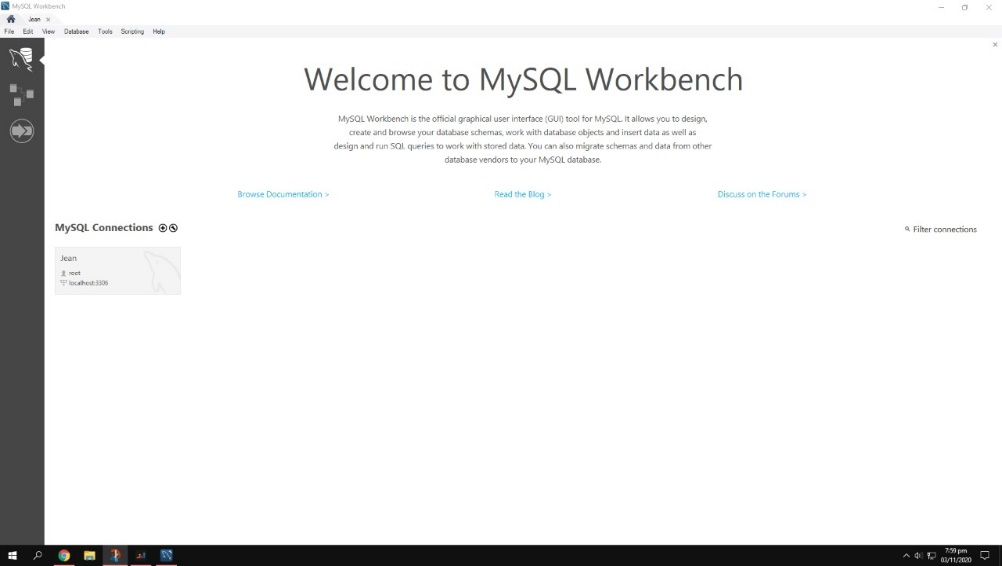 MySQL Workbench
Jean
File Edit View Database Tools Scripting Help
Welcome to MySQL Workbench
MySQL Workbench is the official graphical user interface (GUI) tool for MySQL. It allows you to design,
create and browse your database schemas, work with database objects and insert data as well as
design and run SQL queries to work with stored data. You can also migrate schemas and data from other
database vendors to your MySQL database.
Browse Documentation > Read the Blog > Discuss on the Forums >
MySQL Connections
Filter connections
Jean
root
localhost:3306
7:59 pm
03/11/2020